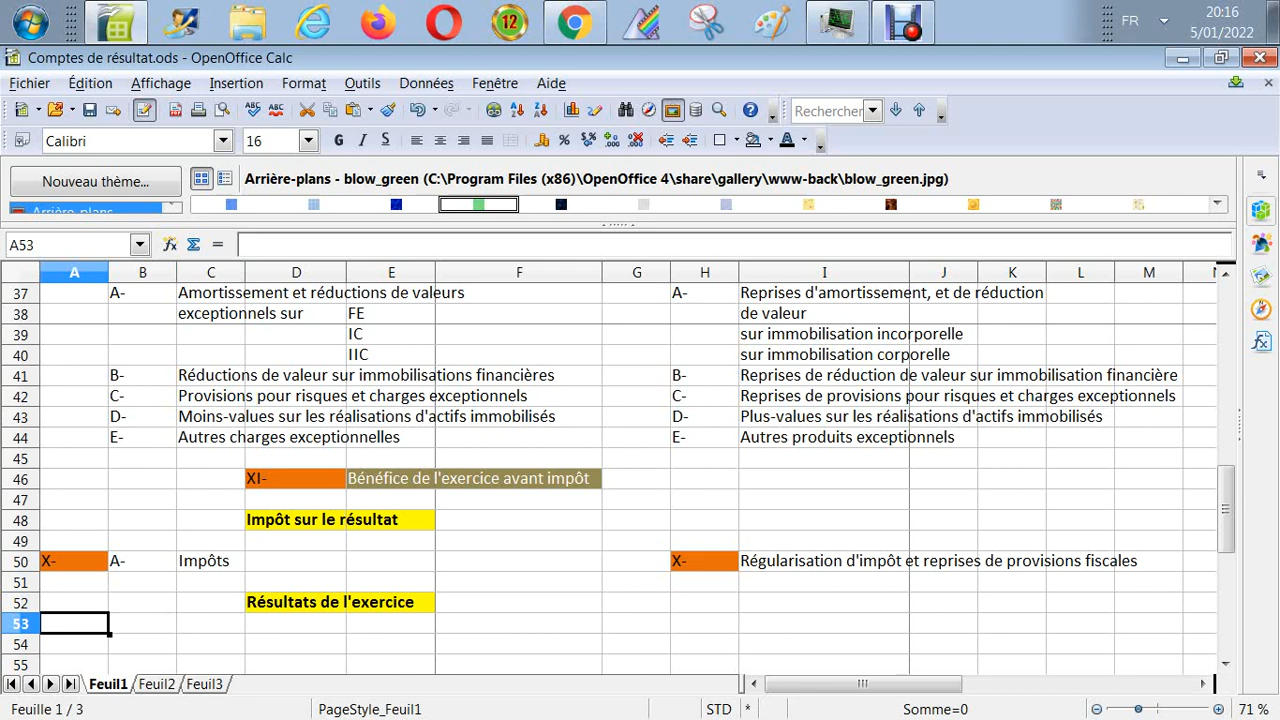 12
FR
20:16
5/01/2022
Comptes de résultat.ods - OpenOffice Calc
Fichier Édition Affichage Insertion Format Outils Données Fenêtre Aide
Rechercher
Calibri 16 G I S
Nouveau thème... Arrière-plans - blow_green (C:\Program Files (x86)\OpenOffice 4\share\gallery\www-back\blow_green.jpg)
Arrière-plans
A53
A B C D E F G H I J K L M N
37 A- Amortissement et réductions de valeurs A- Reprises d'amortissement, et de réduction
38 exceptionnels sur FE de valeur
39 IC sur immobilisation incorporelle
40 IIC sur immobilisation corporelle
41 B- Réductions de valeur sur immobilisations financières B- Reprises de réduction de valeur sur immobilisation financière
42 C- Provisions pour risques et charges exceptionnels C- Reprises de provisions pour risques et charges exceptionnels
43 D- Moins-values sur les réalisations d'actifs immobilisés D- Plus-values sur les réalisations d'actifs immobilisés
44 E- Autres charges exceptionnelles E- Autres produits exceptionnels
45
46 XI- Bénéfice de l'exercice avant impôt
47
48 Impôt sur le résultat
49
50 X- A- Impôts X- Régularisation d'impôt et reprises de provisions fiscales
51
52 Résultats de l'exercice
53
54
55
Feuil1 Feuil2 Feuil3
Feuille 1 / 3 PageStyle_Feuil1 STD * Somme=0 71 %